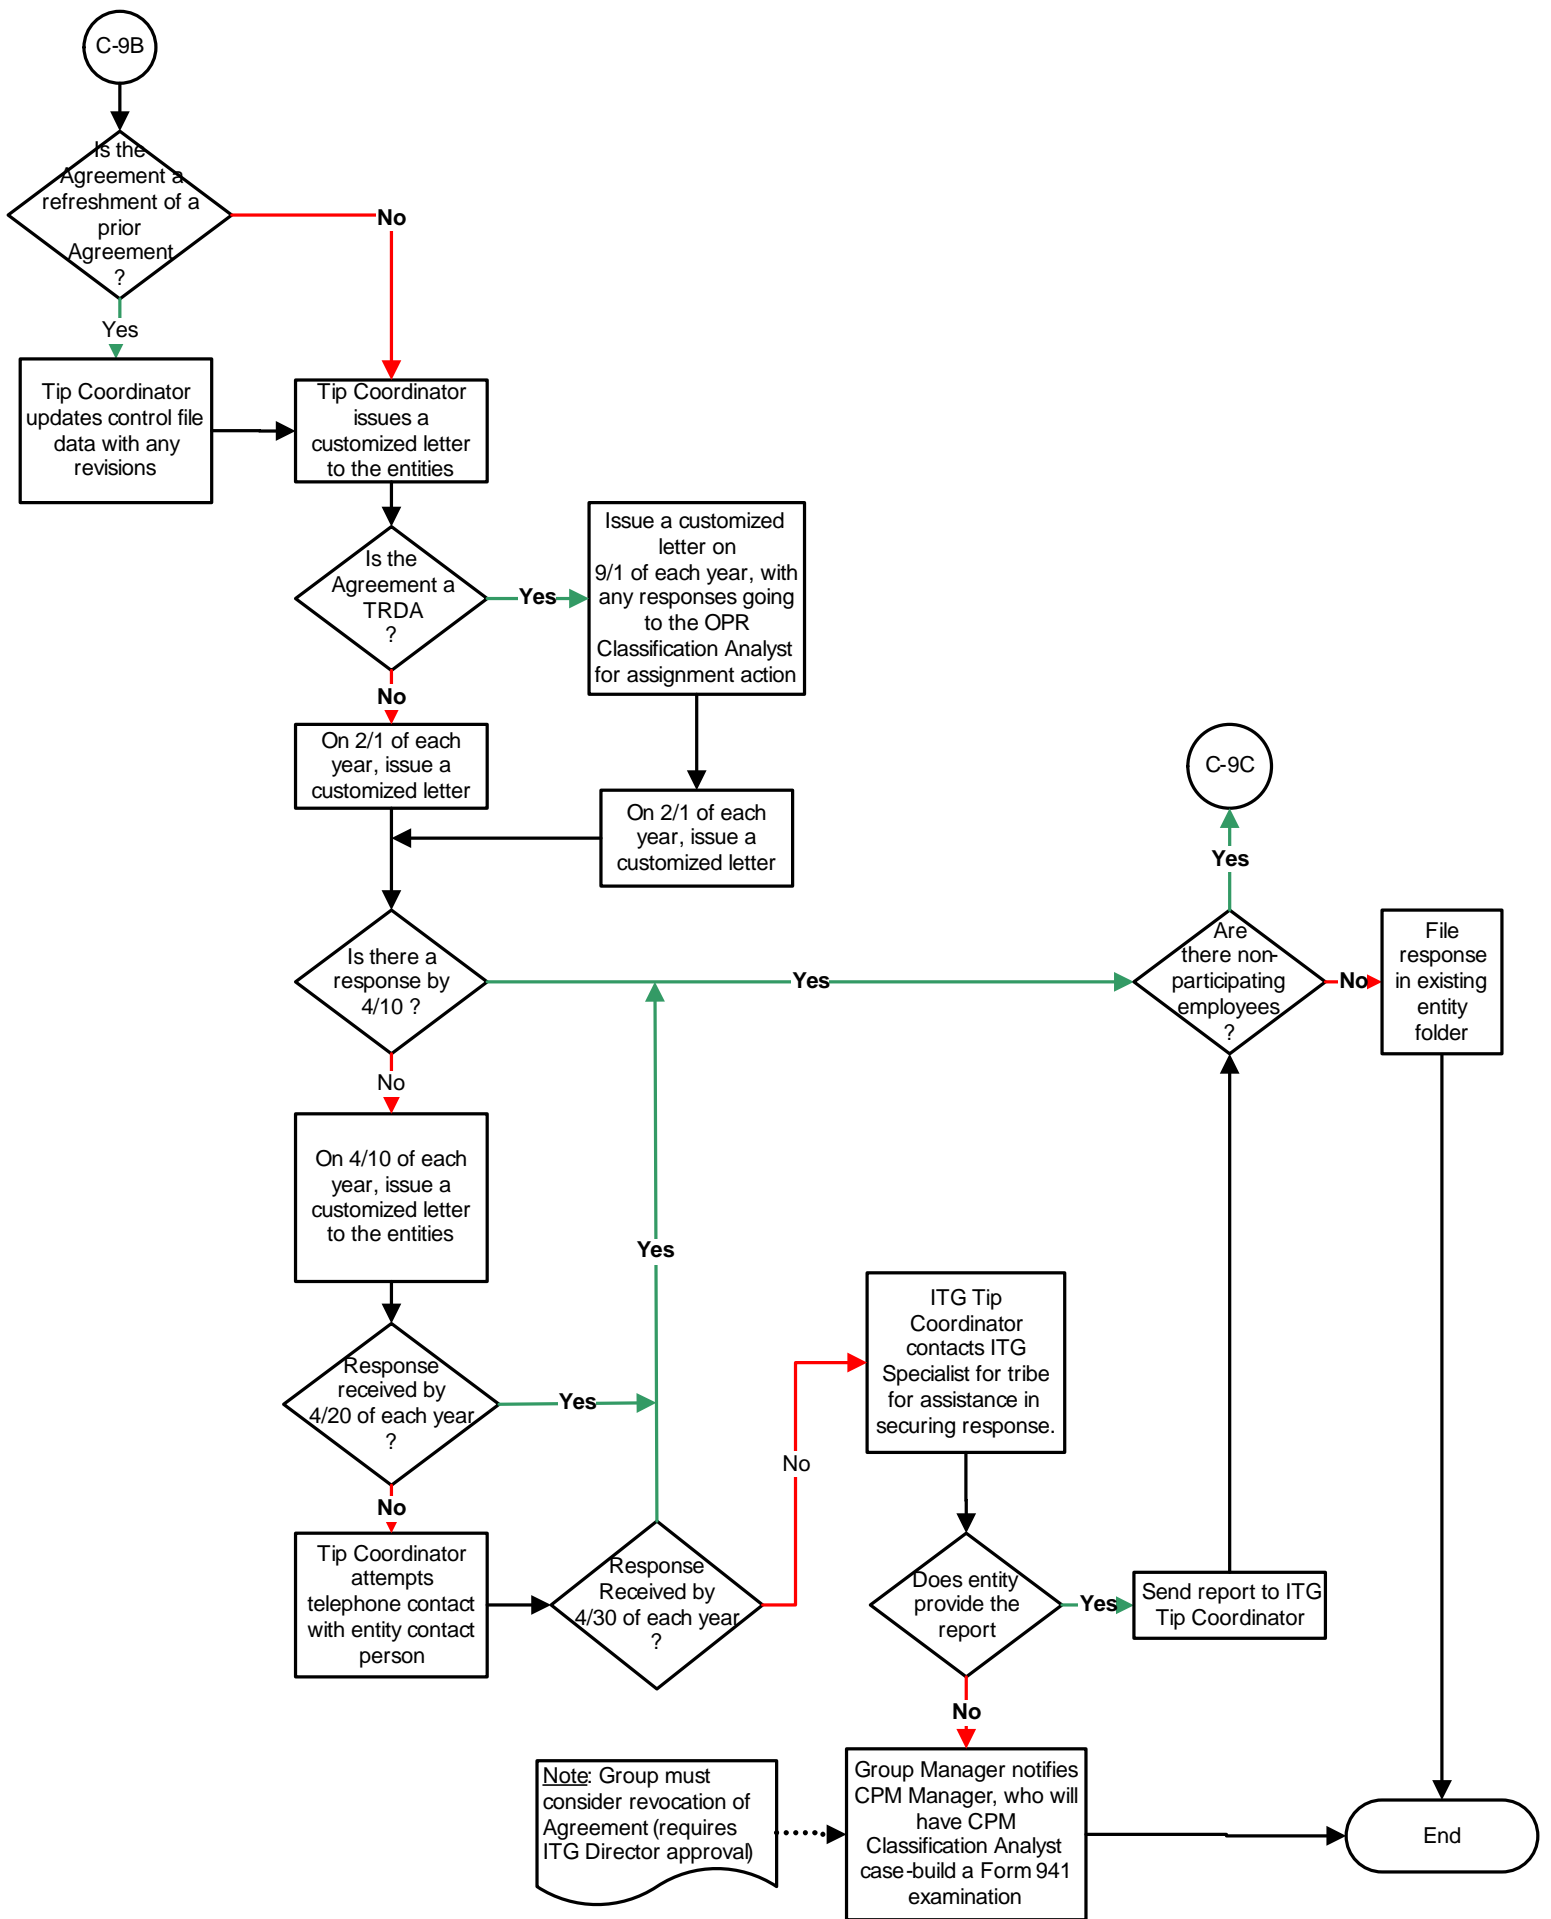 C-9B
Is the
Agreement a
refreshment of a
prior
Agreement
?
No
Yes
Tip Coordinator
updates control file
data with any
revisions
Tip Coordinator
issues a
customized letter
to the entities
Is the
Agreement a
TRDA
?
Yes
Issue a customized
letter on
9/1 of each year, with
any responses going
to the OPR
Classification Analyst
for assignment action
No
On 2/1 of each
year, issue a
customized letter
On 2/1 of each
year, issue a
customized letter
C-9C
Yes
Is there a
response by
4/10 ?
Yes
Are
there non-
participating
employees
?
No
File
response
in existing
entity
folder
No
On 4/10 of each
year, issue a
customized letter
to the entities
Yes
Response
received by
4/20 of each year
?
Yes
ITG Tip
Coordinator
contacts ITG
Specialist for tribe
for assistance in
securing response.
No
No
Tip Coordinator
attempts
telephone contact
with entity contact
person
Response
Received by
4/30 of each year
?
Does entity
provide the
report
Yes
Send report to ITG
Tip Coordinator
No
Note: Group must
consider revocation of
Agreement (requires
ITG Director approval)
Group Manager notifies
CPM Manager, who will
have CPM
Classification Analyst
case-build a Form 941
examination
End